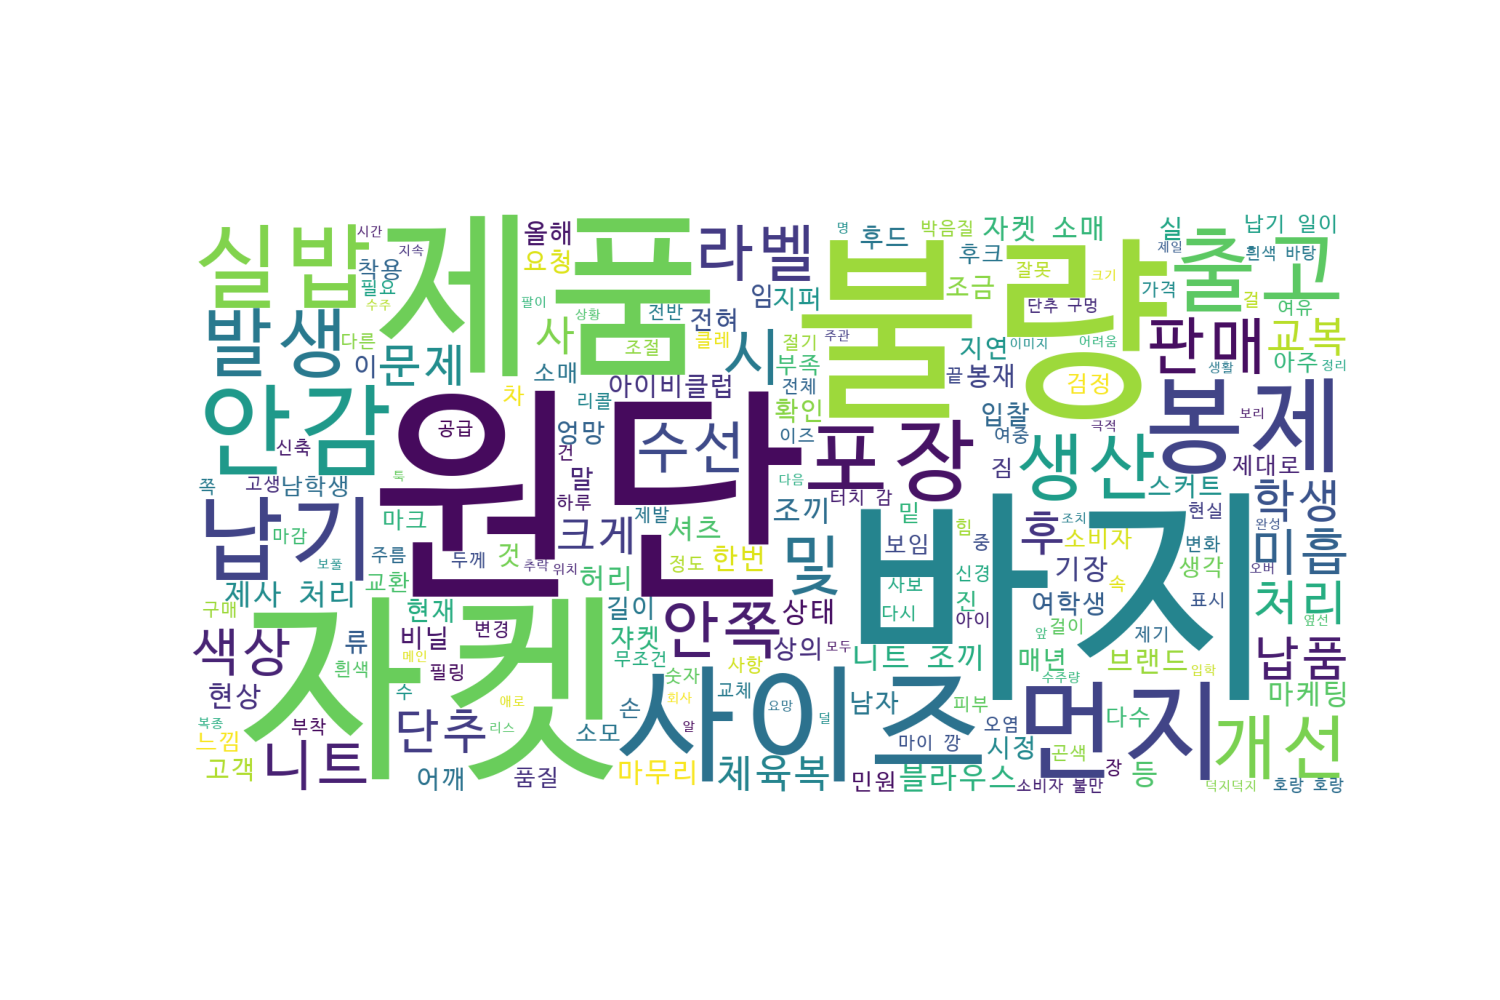 시간
지속
올해
라벨
명
후드
박음질
자켓 소매
실
납기 일이
실밥
제품
불량
출고
착용
필요
요청
후크
잘못
제일
흰색 바탕
수주
팔이
임
지퍼
조금
크기
가격
걸
여유
발생
다른
이
문제
사
상황
조절
전반
전혀
클레
시
절기
부족
주관
지연
단추 구멍
이미지
어려움
판매
교복
아주
정리
생활
소매
아이비클럽
전체
끝
봉재
검정
안감
원단
차
리콜
확인
입찰
봉제
보리
공급
신축
엉망
수선
이즈
포장
여중
생산
극적
건
쪽
고생
남학생
툭
말
다음
터치 감
짐
스커트
제대로
하루
납기
마크
제발
크게
셔츠
조끼
밑
바지
힘
후
조치
현실
학생
완성
마감
보풀
주름
두께
추락
위치
것
정도
한번
및
보임
중
소비자
변화
미흡
오버
제사 처리
교환
허리
사보
신경
기장
생각
구매
자켓
현재
길이
안쪽
상태
다시
진
아이
속
여학생
표시
처리
옆선
색상
류
비닐
변경
쟈켓
상의
모두
앞
걸이
제기
흰색
메인
필링
무조건
사항
니트 조끼
매년
브랜드
납품
현상
수
애로
숫자
회사
교체
사이즈
수주량
입학
먼지
마케팅
복종
부착
단추
리스
손
알
요망
덜
남자
피부
느낌
니트
소모
오염
다수
개선
고객
어깨
품질
마무리
체육복
마이 깡
시정
곤색
장
등
민원
블라우스
소비자 불만
덕지덕지
호랑 호랑